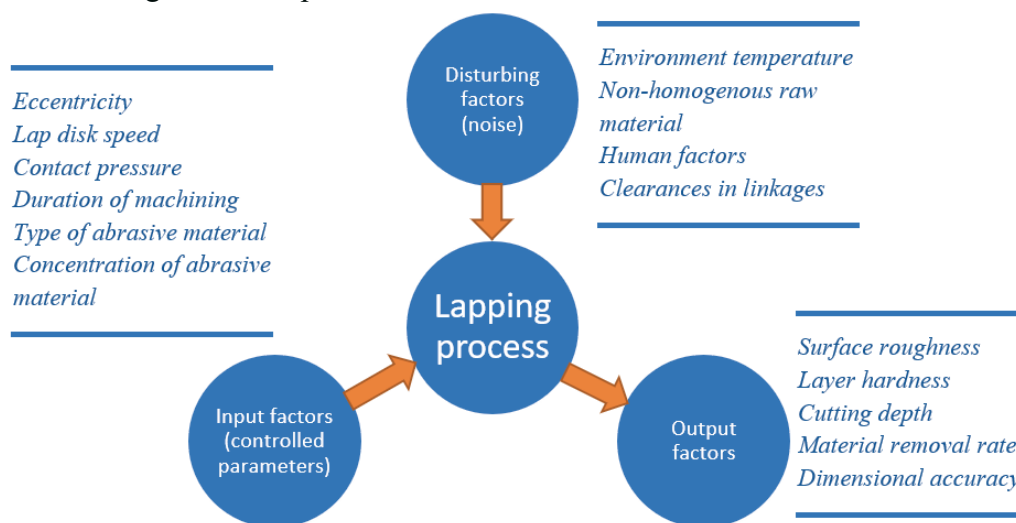 Disturbing
factors
(noise)
Environment temperature
Non-homogenous raw
material
Human factors
Clearances in linkages
Eccentricity
Lap disk speed
Contact pressure
Duration of machining
Type of abrasive material
Concentration of abrasive
material
Lapping
process
Input factors
(controlled
parameters)
Output
factors
Surface roughness
Layer hardness
Cutting depth
Material removal rate
Dimensional accuracy